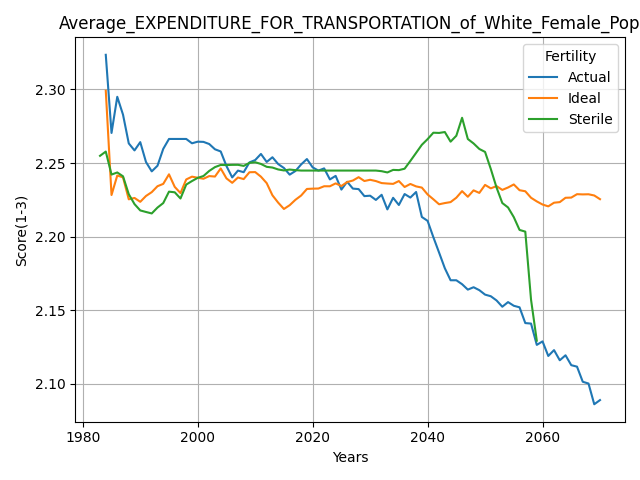 Average_EXPENDITURE_FOR_TRANSPORTATION_of_White_Female_Pop
Fertility
Actual
Ideal
Sterile
Score(1-3)
2.30
2.25
2.20
2.15
2.10
1980 2000 2020 2040 2060
Years